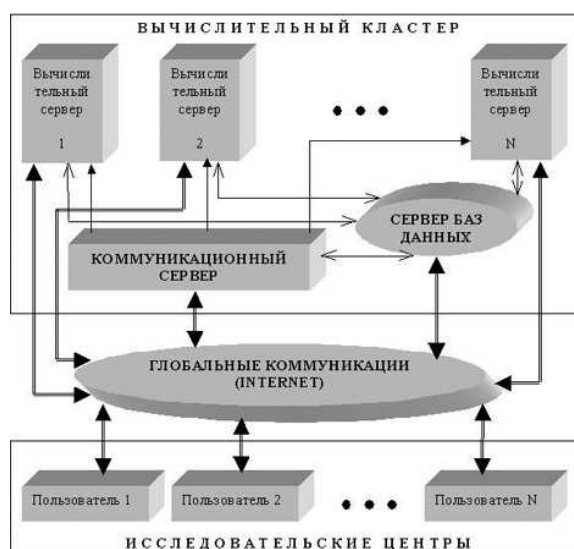 ВЫЧИСЛИТЕЛЬНЫЙ КЛАСТЕР
Вычисли
тельный
сервер
1
Вычисли
тельный
сервер
2
Вычисли
тельный
сервер
N
СЕРВЕР БАЗ
ДАННЫХ
КОММУНИКАЦИОННЫЙ
СЕРВЕР
ГЛОБАЛЬНЫЕ КОММУНИКАЦИИ
(INTERNET)
Пользователь 1
Пользователь 2
Пользователь N
ИССЛЕДОВАТЕЛЬСКИЕ ЦЕНТРЫ